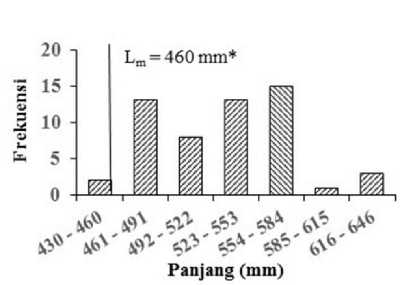 Lm = 460 mm*
Frekuensi
20
15
10
5
0
430 - 460
461 - 491
492 - 522
523 - 553
554 - 584
585 - 615
616 - 646
Panjang (mm)